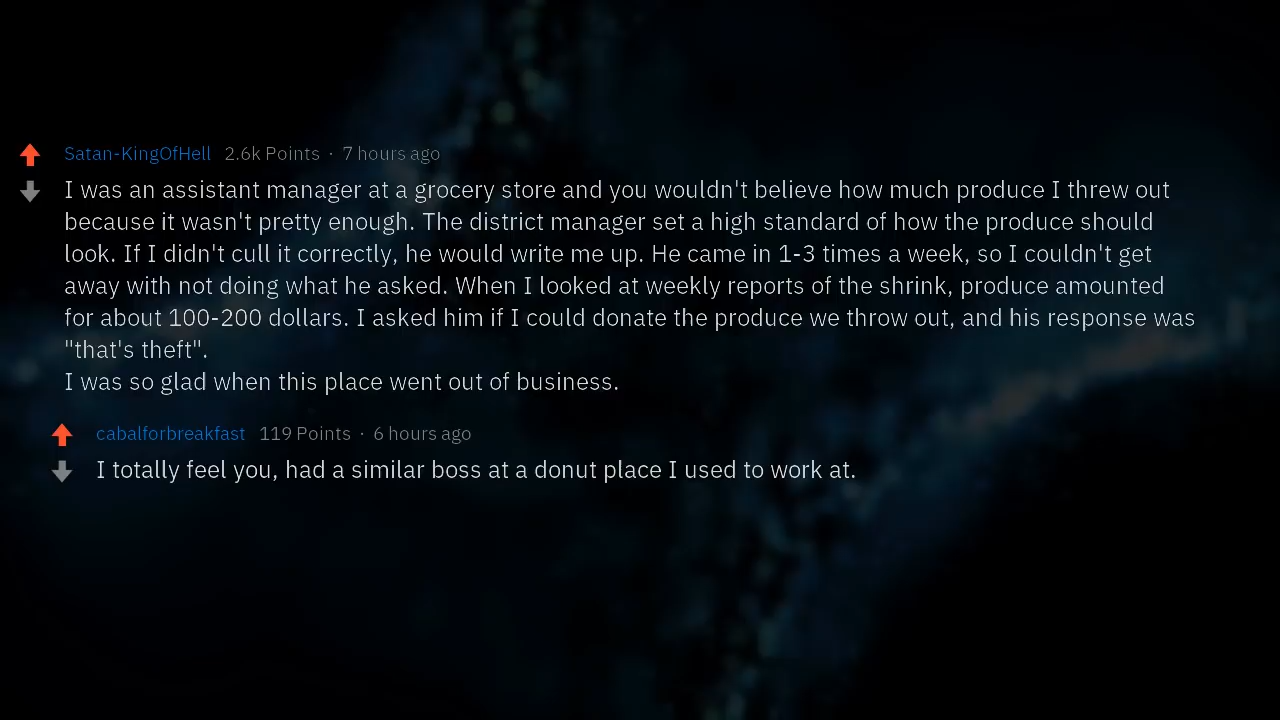 Satan-KingOfHell 2.6k Points · 7 hours ago
I was an assistant manager at a grocery store and you wouldn't believe how much produce I threw out
because it wasn't pretty enough. The district manager set a high standard of how the produce should
look. If I didn't cull it correctly, he would write me up. He came in 1-3 times a week, so I couldn't get
away with not doing what he asked. When I looked at weekly reports of the shrink, produce amounted
for about 100-200 dollars. I asked him if I could donate the produce we throw out, and his response was
"that's theft".
I was so glad when this place went out of business.
cabalforbreakfast 119 Points · 6 hours ago
I totally feel you, had a similar boss at a donut place I used to work at.